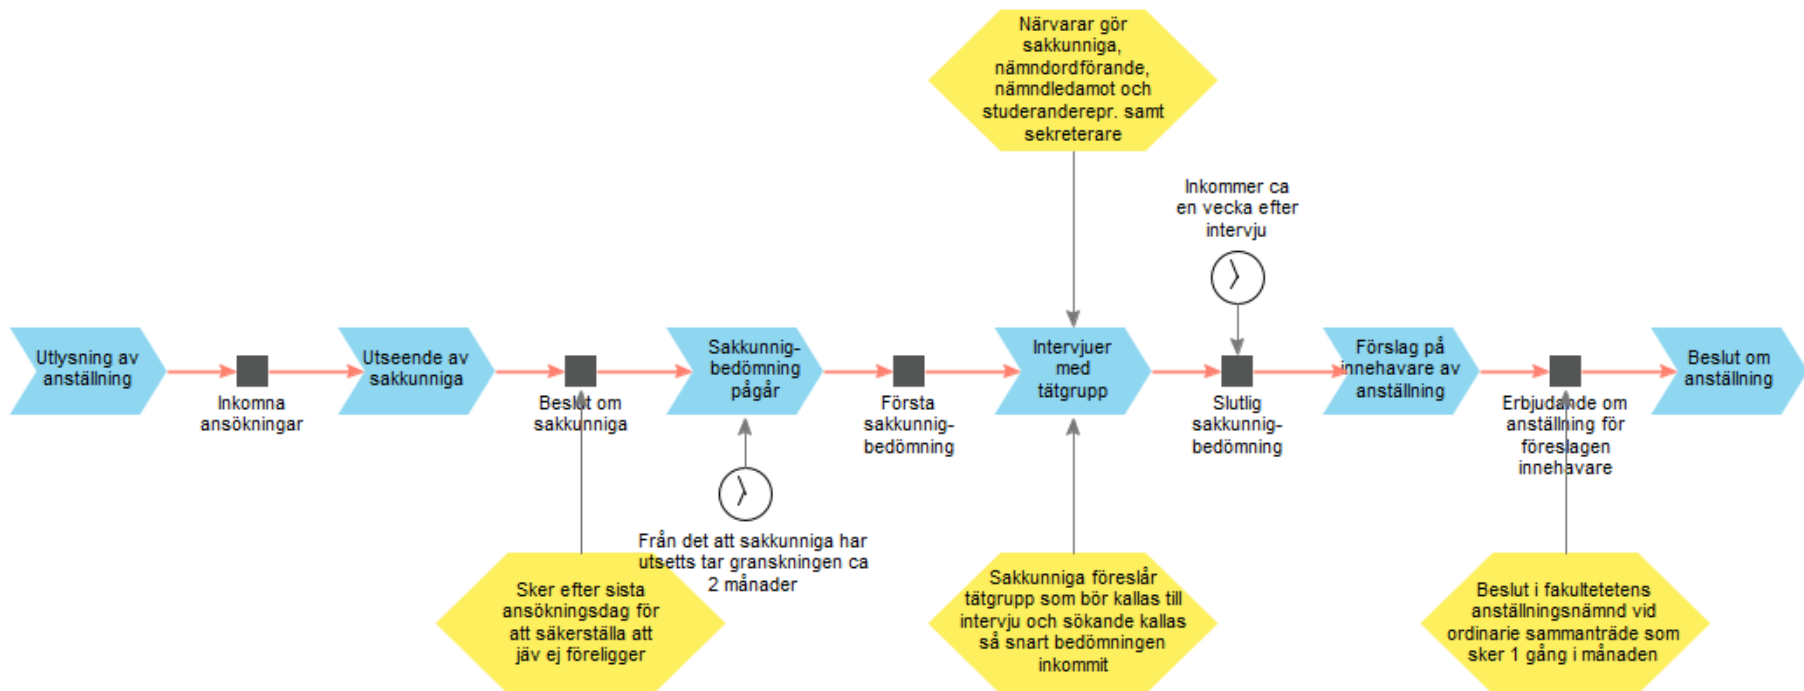 Närvarar gör
sakkunniga,
nämndordförande,
nämndledamot och
studeranderepr. samt
sekreterare
Inkommer ca
en vecka efter
intervju
Utlysning av
anställning
Inkomna
ansökningar
Utseende av
sakkunniga
Beslut om
sakkunniga
Sakkunnig-
bedömning
pågår
Första
sakkunnig-
bedömning
Intervjuer
med
tätgrupp
Slutlig
sakkunnig-
bedömning
Förslag på
innehavare av
anställning
Erbjudande om
anställning för
föreslagen
innehavare
Beslut om
anställning
Från det att sakkunniga har
utsetts tar granskningen ca
2 månader
Sker efter sista
ansökningsdag för
att säkerställa att
jäv ej föreligger
Sakkunniga föreslår
tätgrupp som bör kallas till
intervju och sökande kallas
så snart bedömningen
inkommit
Beslut i fakultetetens
anställningsnämnd vid
ordinarie sammanträde som
sker 1 gång i månaden